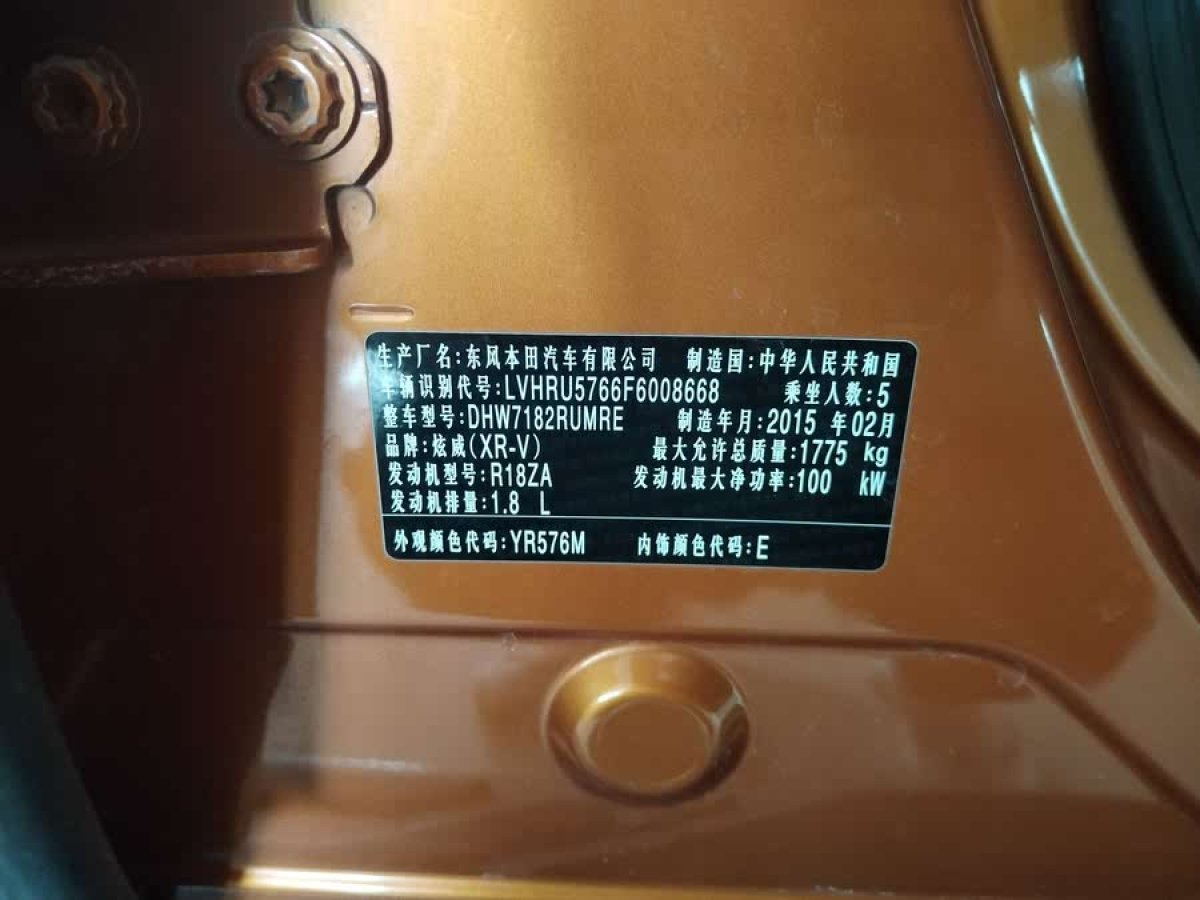 生产厂名:东风本田汽车有限公司 制造国:中华人民共和国
车辆识别代号:LVHRU5766F6008668 乘坐人数:5
整车型号:DHW7182RUMRE 制造年月:2015 年02月
品牌:炫威(XR-V) 最大允许总质量:1775 kg
发动机型号:R18ZA 发动机最大净功率:100 kW
发动机排量:1.8 L
外观颜色代码:YR576M 内饰颜色代码:E